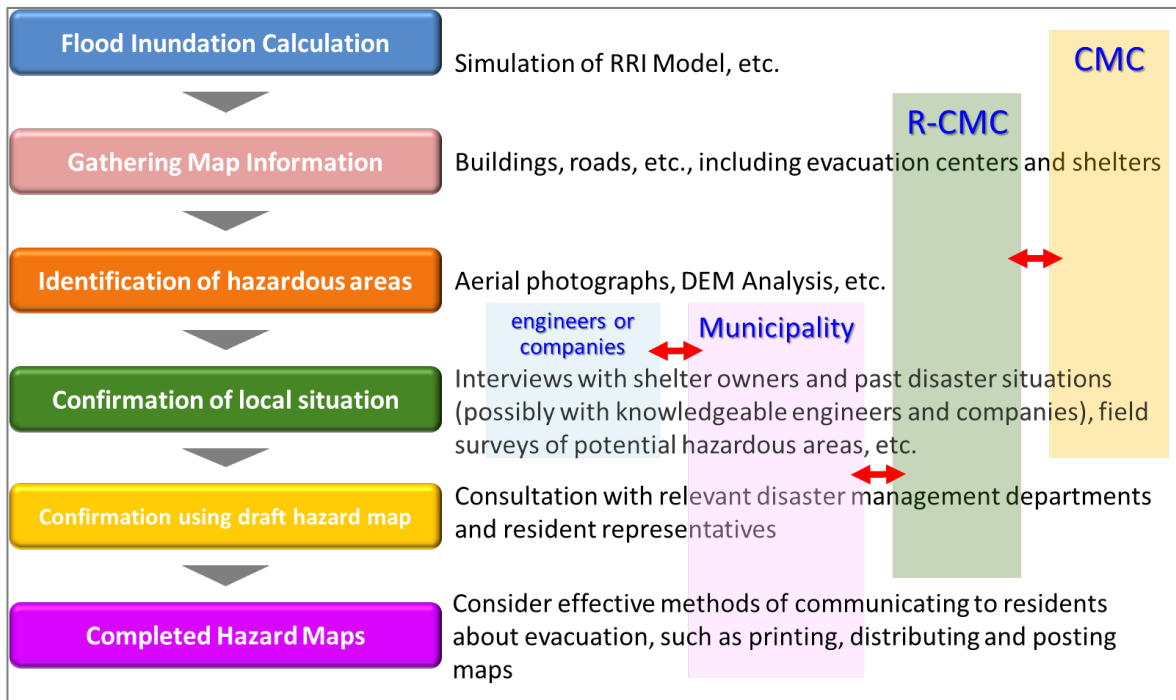 Flood Inundation Calculation
Simulation of RRI Model, etc.
CMC
R-CMC
Gathering Map Information
Buildings, roads, etc., including evacuation centers and shelters
Identification of hazardous areas
Aerial photographs, DEM Analysis, etc.
engineers or
companies
Municipality
Confirmation of local situation
Interviews with shelter owners and past disaster situations
(possibly with knowledgeable engineers and companies), field
surveys of potential hazardous areas, etc.
Confirmation using draft hazard map
Consultation with relevant disaster management departments
and resident representatives
Completed Hazard Maps
Consider effective methods of communicating to residents
about evacuation, such as printing, distributing and posting
maps